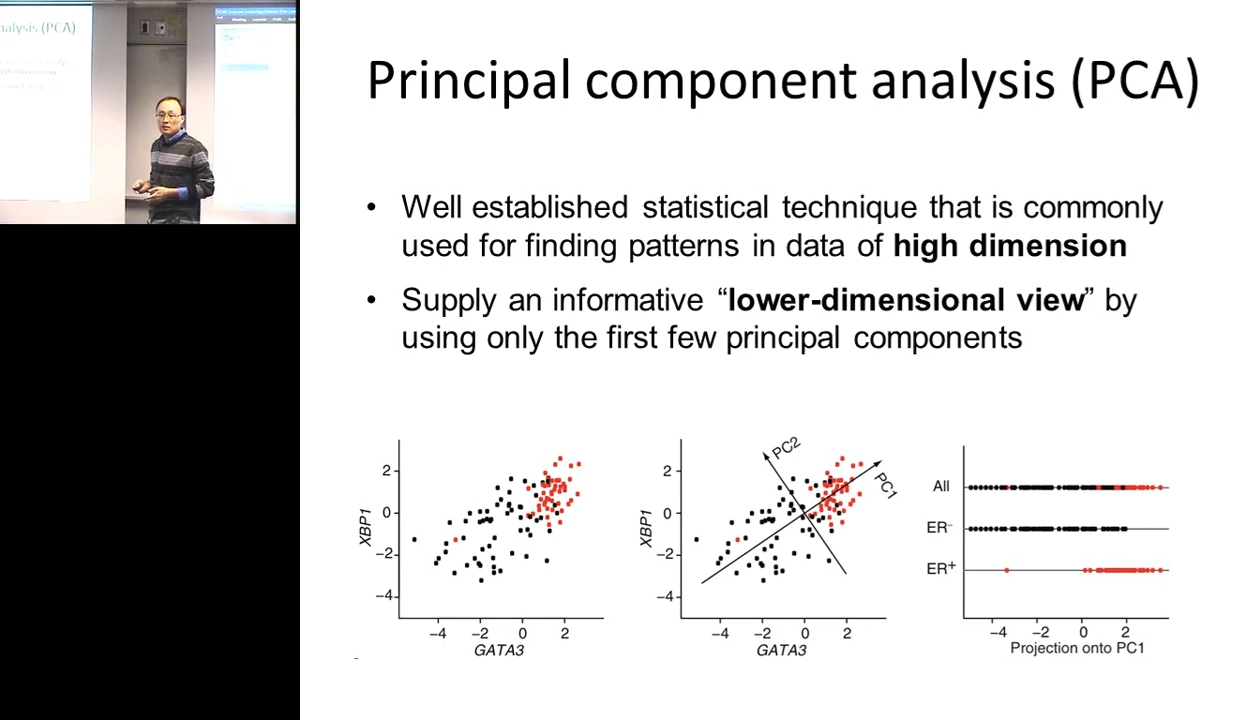 nalysis (PCA)
Principal component analysis (PCA)
• Well established statistical technique that is commonly
used for finding patterns in data of high dimension
• Supply an informative “lower-dimensional view” by
using only the first few principal components
2
0
−2
−4
XBP1
−4 −2 0 2
GATA3
2
0
−2
−4
XBP1
PC2
PC1
−4 −2 0 2
GATA3
All
ER−
ER+
−4 −2 0 2
Projection onto PC1